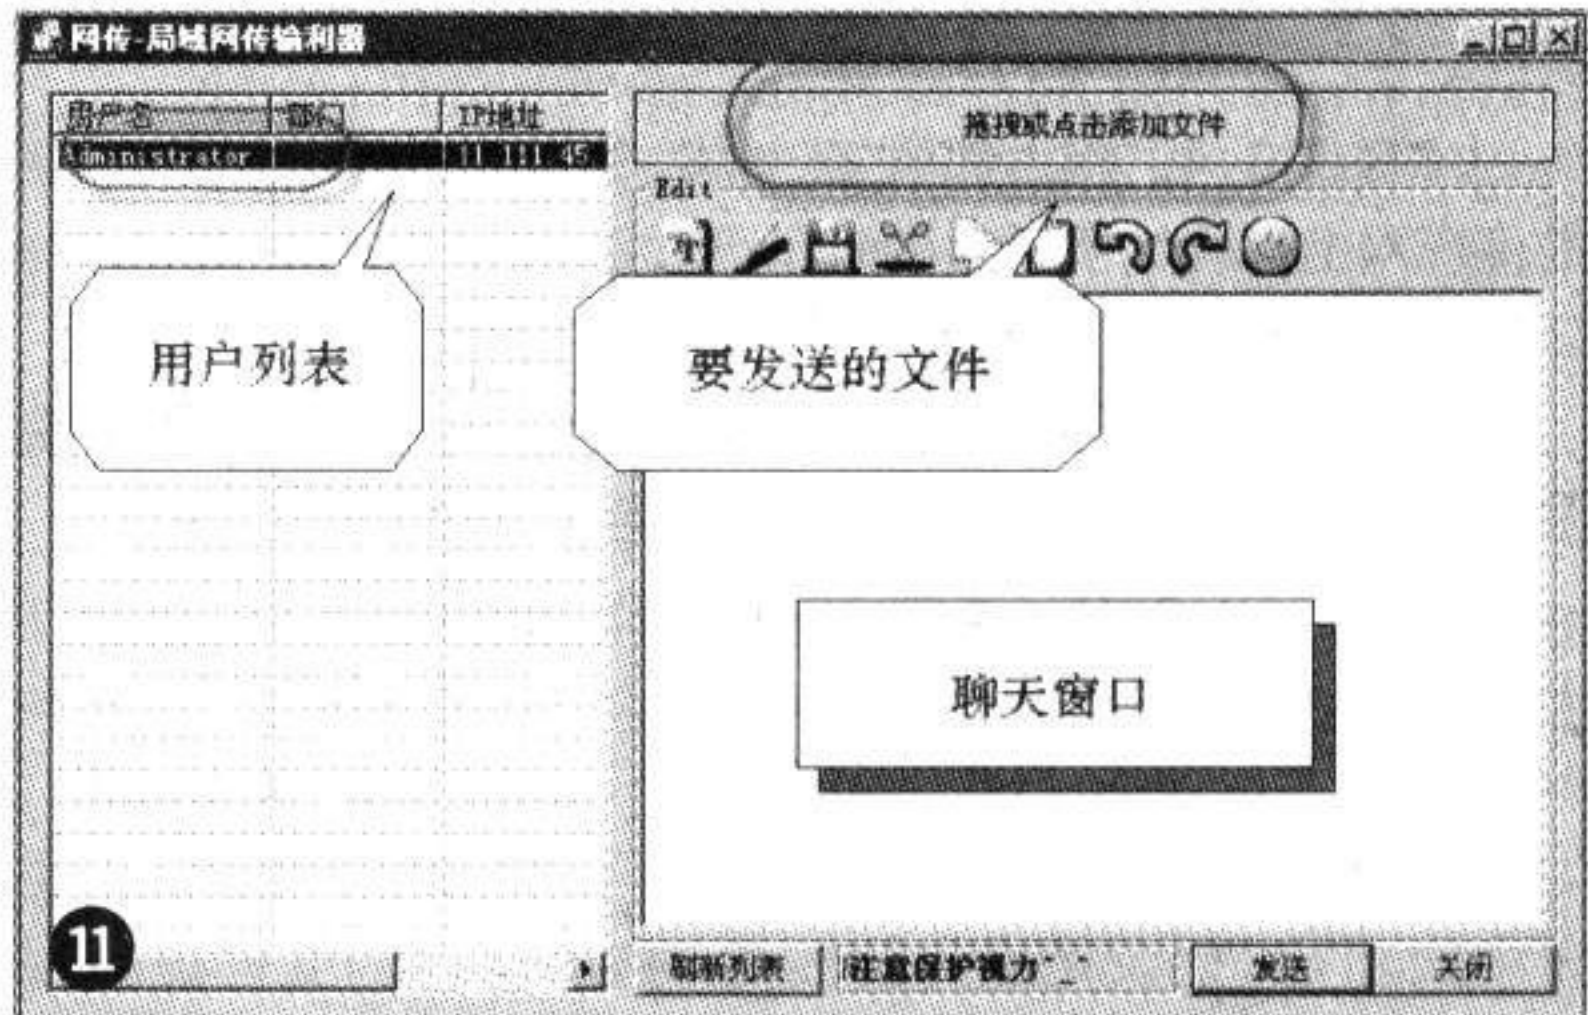 网传-局域网传输利器
用户名 部门 IP地址
拖拽或点击添加文件
Administrator 11 111 45
Edit
用户列表
要发送的文件
聊天窗口
11
刷新列表 注意保护视力^_^ 发送 关闭